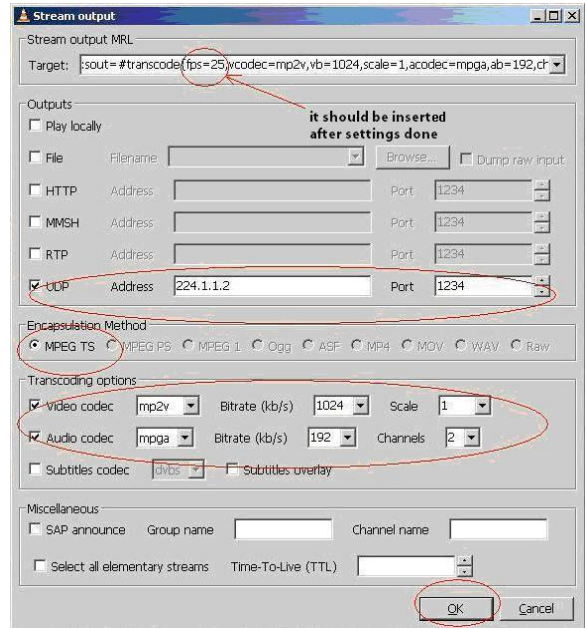 Stream output
Stream output MRL
Target: :sout=#transcode{fps=25,vcodec=mp2v,vb=1024,scale=1,acodec=mpga,ab=192,ch
it should be inserted
after settings done
Outputs
Play locally
File Filename Browse... Dump raw input
HTTP Address Port 1234
MMSH Address Port 1234
RTP Address Port 1234
UDP Address 224.1.1.2 Port 1234
Encapsulation Method
MPEG TS MPEG PS MPEG 1 Ogg ASF MP4 MOV WAV Raw
Transcoding options
Video codec mp2v Bitrate (kb/s) 1024 Scale 1
Audio codec mpga Bitrate (kb/s) 192 Channels 2
Subtitles codec dvbs Subtitles overlay
Miscellaneous
SAP announce Group name Channel name
Select all elementary streams Time-To-Live (TTL)
OK Cancel